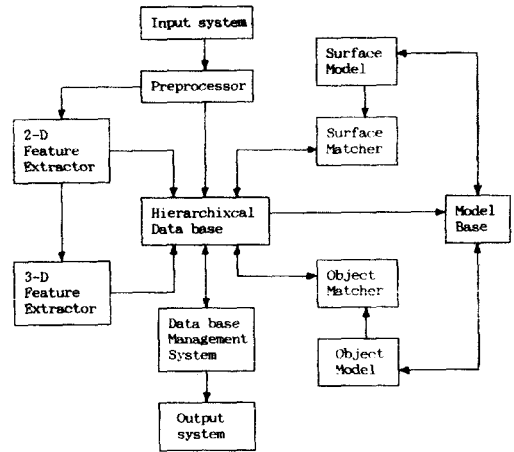 Input system
Preprocessor
Surface
Model
2-D
Feature
Extractor
Surface
Matcher
Hierarchixcal
Data base
Model
Base
3-D
Feature
Extractor
Object
Matcher
Data base
Management
System
Object
Model
Output
system